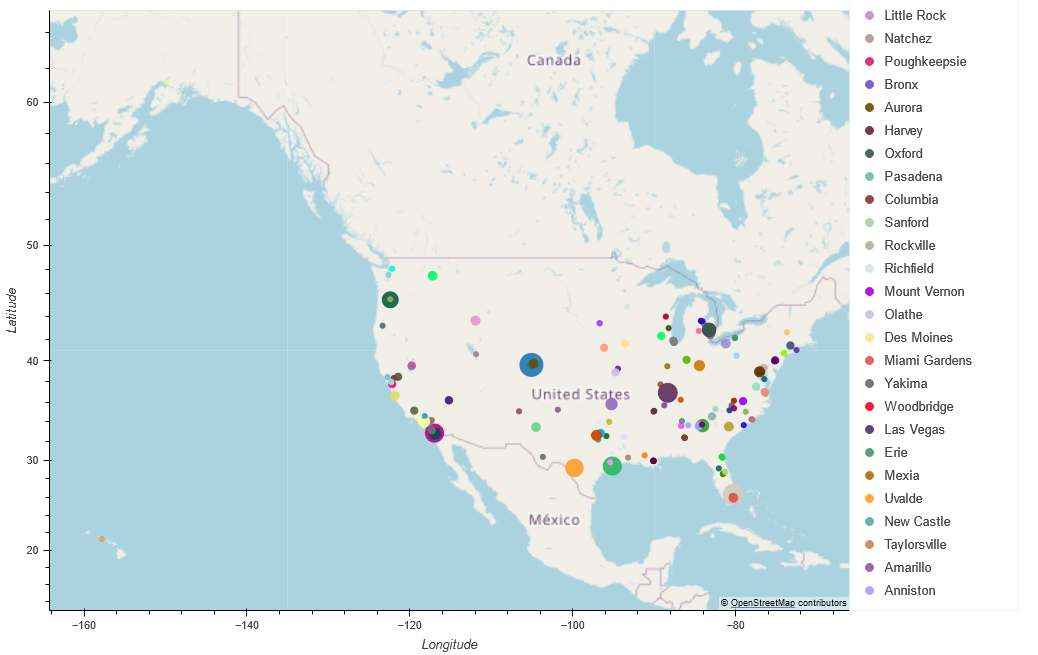 Little Rock
Natchez
Poughkeepsie
Bronx
Aurora
Harvey
Oxford
Pasadena
Columbia
Sanford
Rockville
Richfield
Mount Vernon
Olathe
Des Moines
Miami Gardens
Yakima
Woodbridge
Las Vegas
Erie
Mexia
Uvalde
New Castle
Taylorsville
Amarillo
Anniston
Canada
United States
México
60
50
40
30
20
Latitude
−160
−140
−120
−100
−80
Longitude
© OpenStreetMap contributors